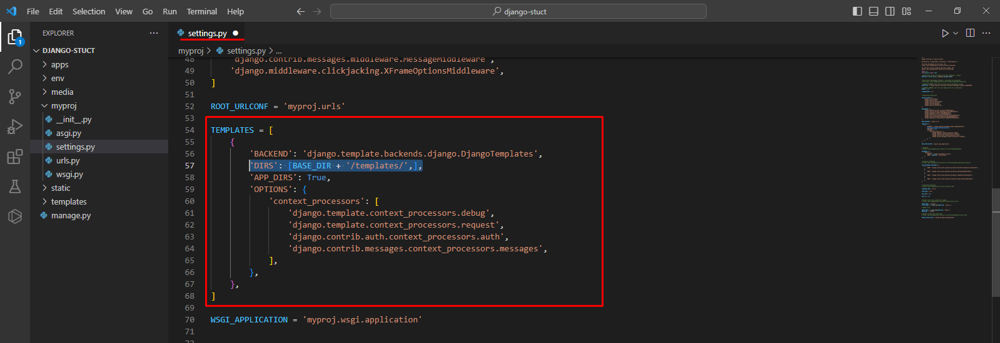 File Edit Selection View Go Run Terminal Help
django-stuct
EXPLORER
settings.py
DJANGO-STUCT
myproj > settings.py > ...
apps
env
media
myproj
__init__.py
asgi.py
settings.py
urls.py
wsgi.py
static
templates
manage.py
1
48 'django.contrib.messages.middleware.MessageMiddleware',
49 'django.middleware.clickjacking.XFrameOptionsMiddleware',
50 ]
51
52 ROOT_URLCONF = 'myproj.urls'
53
54 TEMPLATES = [
55 {
56 'BACKEND': 'django.template.backends.django.DjangoTemplates',
57 'DIRS': [BASE_DIR + '/templates/',],
58 'APP_DIRS': True,
59 'OPTIONS': {
60 'context_processors': [
61 'django.template.context_processors.debug',
62 'django.template.context_processors.request',
63 'django.contrib.auth.context_processors.auth',
64 'django.contrib.messages.context_processors.messages',
65 ],
66 },
67 },
68 ]
69
70 WSGI_APPLICATION = 'myproj.wsgi.application'
71